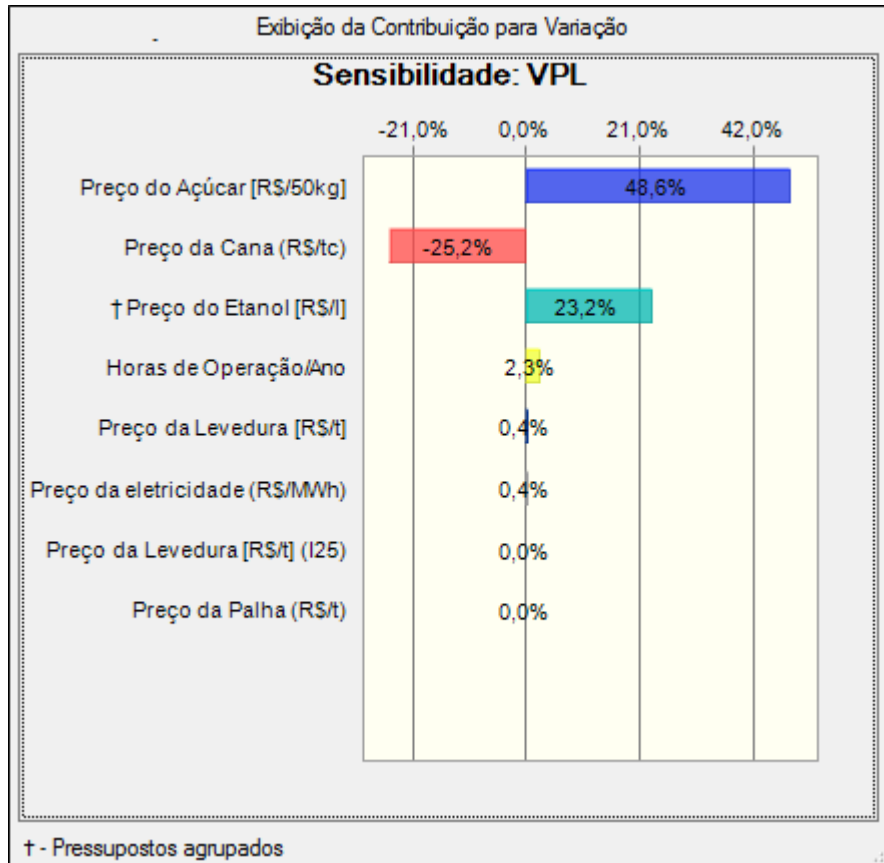 Exibição da Contribuição para Variação
Sensibilidade: VPL
-21,0% 0,0% 21,0% 42,0%
Preço do Açúcar [R$/50kg] 48,6%
Preço da Cana (R$/tc) -25,2%
†Preço do Etanol [R$/l] 23,2%
Horas de Operação/Ano 2,3%
Preço da Levedura [R$/t] 0,4%
Preço da eletricidade (R$/MWh) 0,4%
Preço da Levedura [R$/t] (I25) 0,0%
Preço da Palha (R$/t) 0,0%
† - Pressupostos agrupados